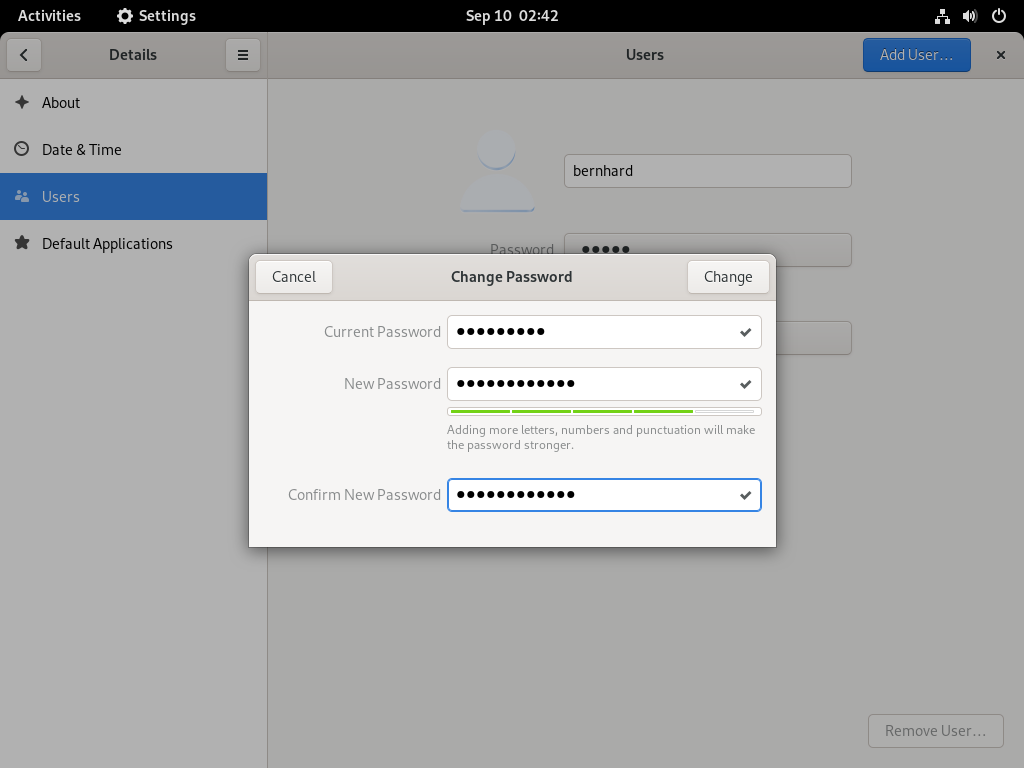 Activities
Settings
Sep 10 02:42
Details
Users
Add User…
About
Date & Time
Users
Default Applications
bernhard
Password
●●●●●
Cancel
Change Password
Change
Current Password
●●●●●●●●●
New Password
●●●●●●●●●●●●
Adding more letters, numbers and punctuation will make
the password stronger.
Confirm New Password
●●●●●●●●●●●●
Remove User…